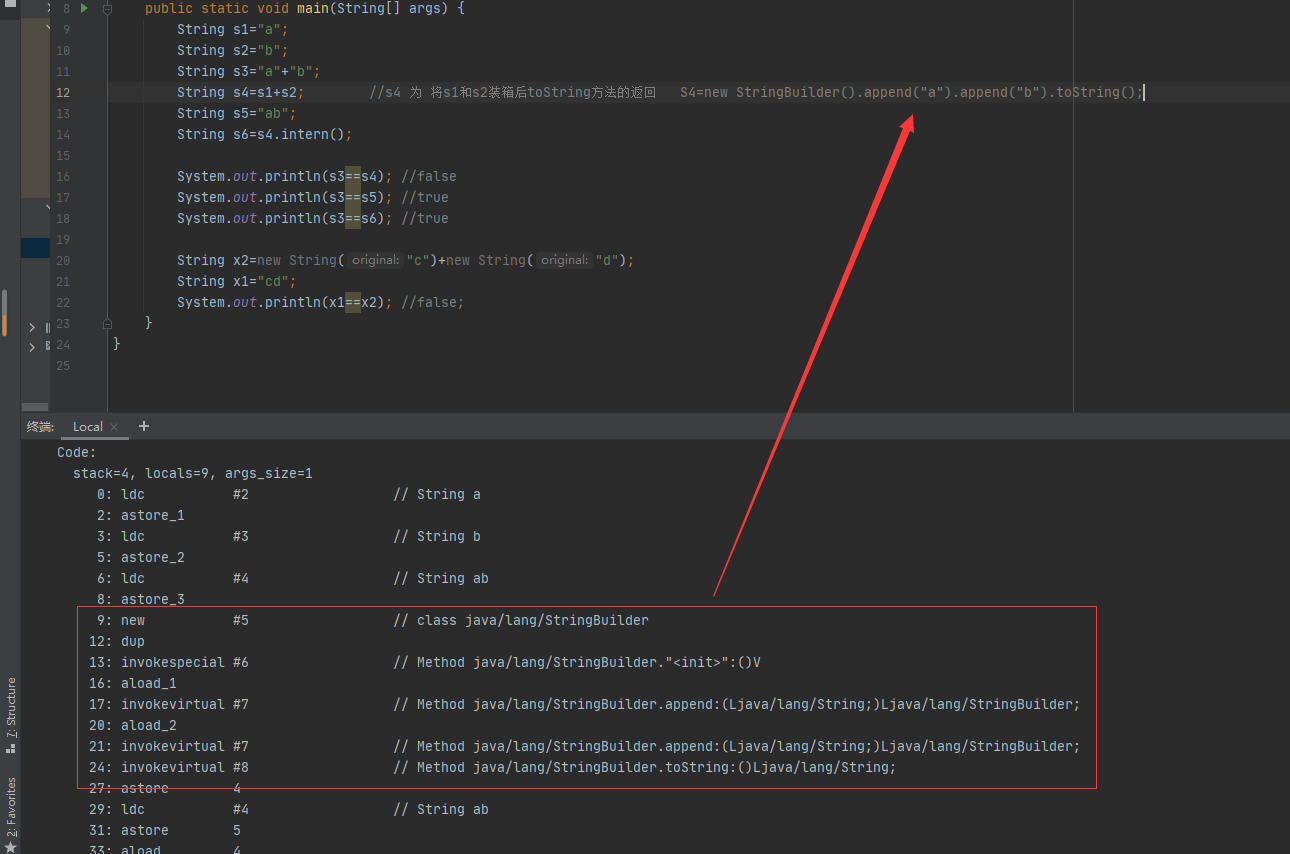 8 public static void main(String[] args) {
9 String s1="a";
10 String s2="b";
11 String s3="a"+"b";
12 String s4=s1+s2; //s4 为 将s1和s2装箱后toString方法的返回 S4=new StringBuilder().append("a").append("b").toString();
13 String s5="ab";
14 String s6=s4.intern();
15
16 System.out.println(s3==s4); //false
17 System.out.println(s3==s5); //true
18 System.out.println(s3==s6); //true
19
20 String x2=new String( original: "c")+new String( original: "d");
21 String x1="cd";
22 System.out.println(x1==x2); //false;
23 }
24 }
25
终端: Local × +
Code:
stack=4, locals=9, args_size=1
0: ldc #2 // String a
2: astore_1
3: ldc #3 // String b
5: astore_2
6: ldc #4 // String ab
8: astore_3
9: new #5 // class java/lang/StringBuilder
12: dup
13: invokespecial #6 // Method java/lang/StringBuilder."<init>":()V
16: aload_1
17: invokevirtual #7 // Method java/lang/StringBuilder.append:(Ljava/lang/String;)Ljava/lang/StringBuilder;
20: aload_2
21: invokevirtual #7 // Method java/lang/StringBuilder.append:(Ljava/lang/String;)Ljava/lang/StringBuilder;
24: invokevirtual #8 // Method java/lang/StringBuilder.toString:()Ljava/lang/String;
27: astore 4
29: ldc #4 // String ab
31: astore 5
33: aload 4
7: Structure
2: Favorites